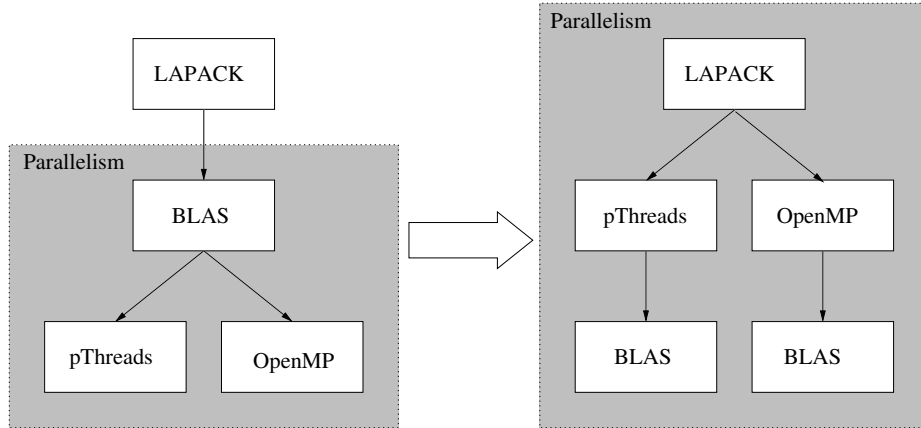 LAPACK
Parallelism
BLAS
pThreads
OpenMP
Parallelism
LAPACK
pThreads
OpenMP
BLAS
BLAS